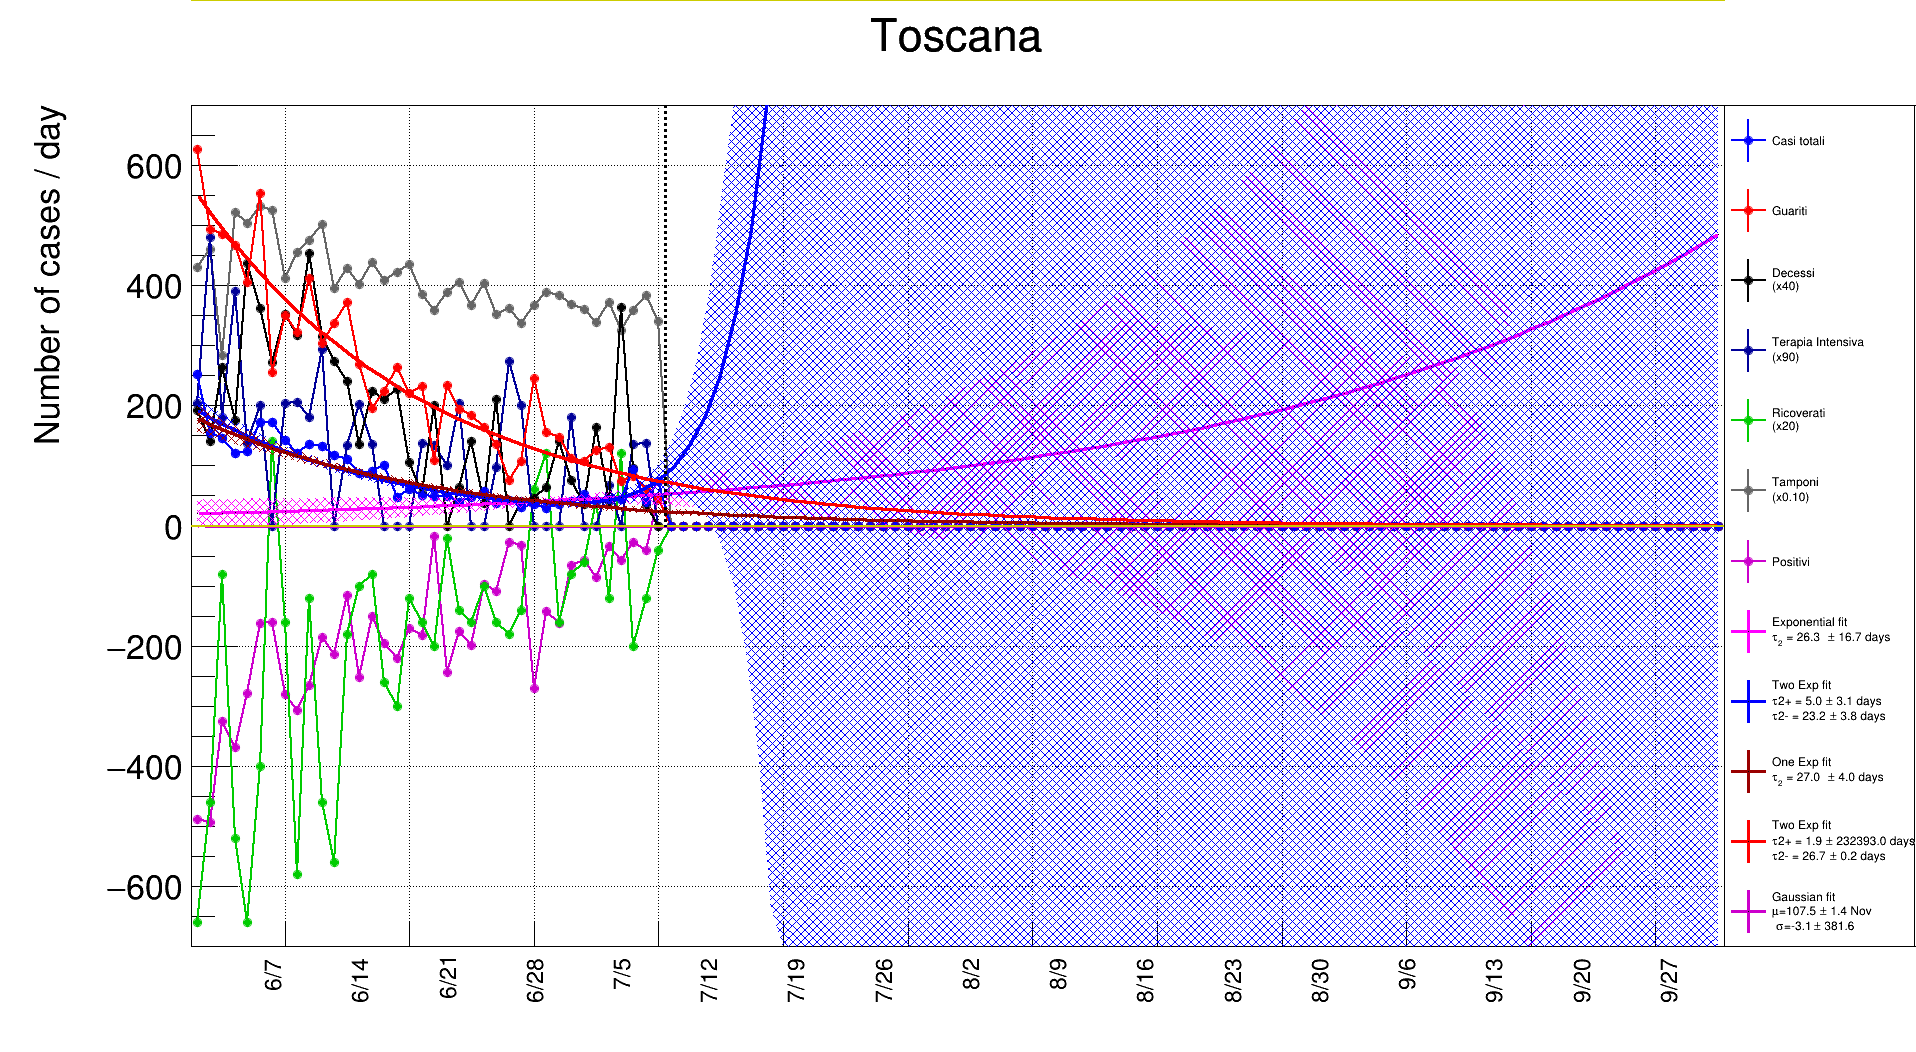 Toscana
Number of cases / day
600
400
200
0
−200
−400
−600
6/7
6/14
6/21
6/28
7/5
7/12
7/19
7/26
8/2
8/9
8/16
8/23
8/30
9/6
9/13
9/20
9/27
Casi totali
Guariti
Decessi
(x40)
Terapia Intensiva
(x90)
Ricoverati
(x20)
Tamponi
(x0.10)
Positivi
Exponential fit
τ2 = 26.3 ± 16.7 days
Two Exp fit
τ2+ = 5.0 ± 3.1 days
τ2- = 23.2 ± 3.8 days
One Exp fit
τ2 = 27.0 ± 4.0 days
Two Exp fit
τ2+ = 1.9 ± 232393.0 days
τ2- = 26.7 ± 0.2 days
Gaussian fit
μ=107.5 ± 1.4 Nov
σ=-3.1 ± 381.6